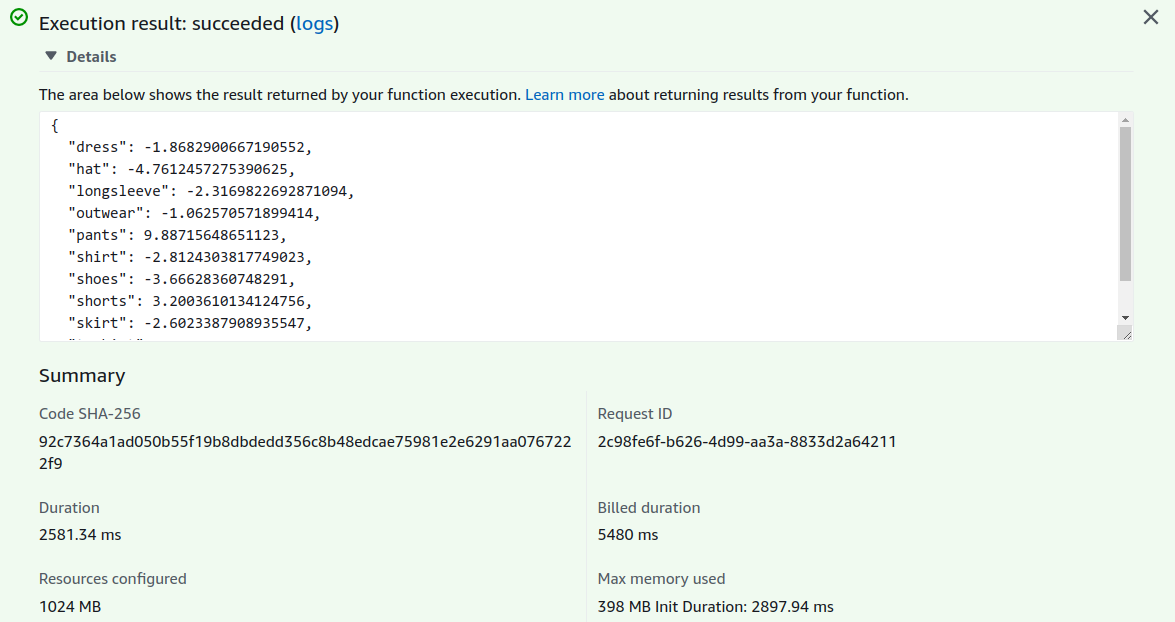 Execution result: succeeded (logs)
Details
The area below shows the result returned by your function execution. Learn more about returning results from your function.
{
  "dress": -1.8682900667190552,
  "hat": -4.7612457275390625,
  "longsleeve": -2.3169822692871094,
  "outwear": -1.062570571899414,
  "pants": 9.88715648651123,
  "shirt": -2.8124303817749023,
  "shoes": -3.66628360748291,
  "shorts": 3.2003610134124756,
  "skirt": -2.6023387908935547,
Summary
Code SHA-256
92c7364a1ad050b55f19b8dbdedd356c8b48edcae75981e2e6291aa076722
2f9
Request ID
2c98fe6f-b626-4d99-aa3a-8833d2a64211
Duration
2581.34 ms
Billed duration
5480 ms
Resources configured
1024 MB
Max memory used
398 MB Init Duration: 2897.94 ms